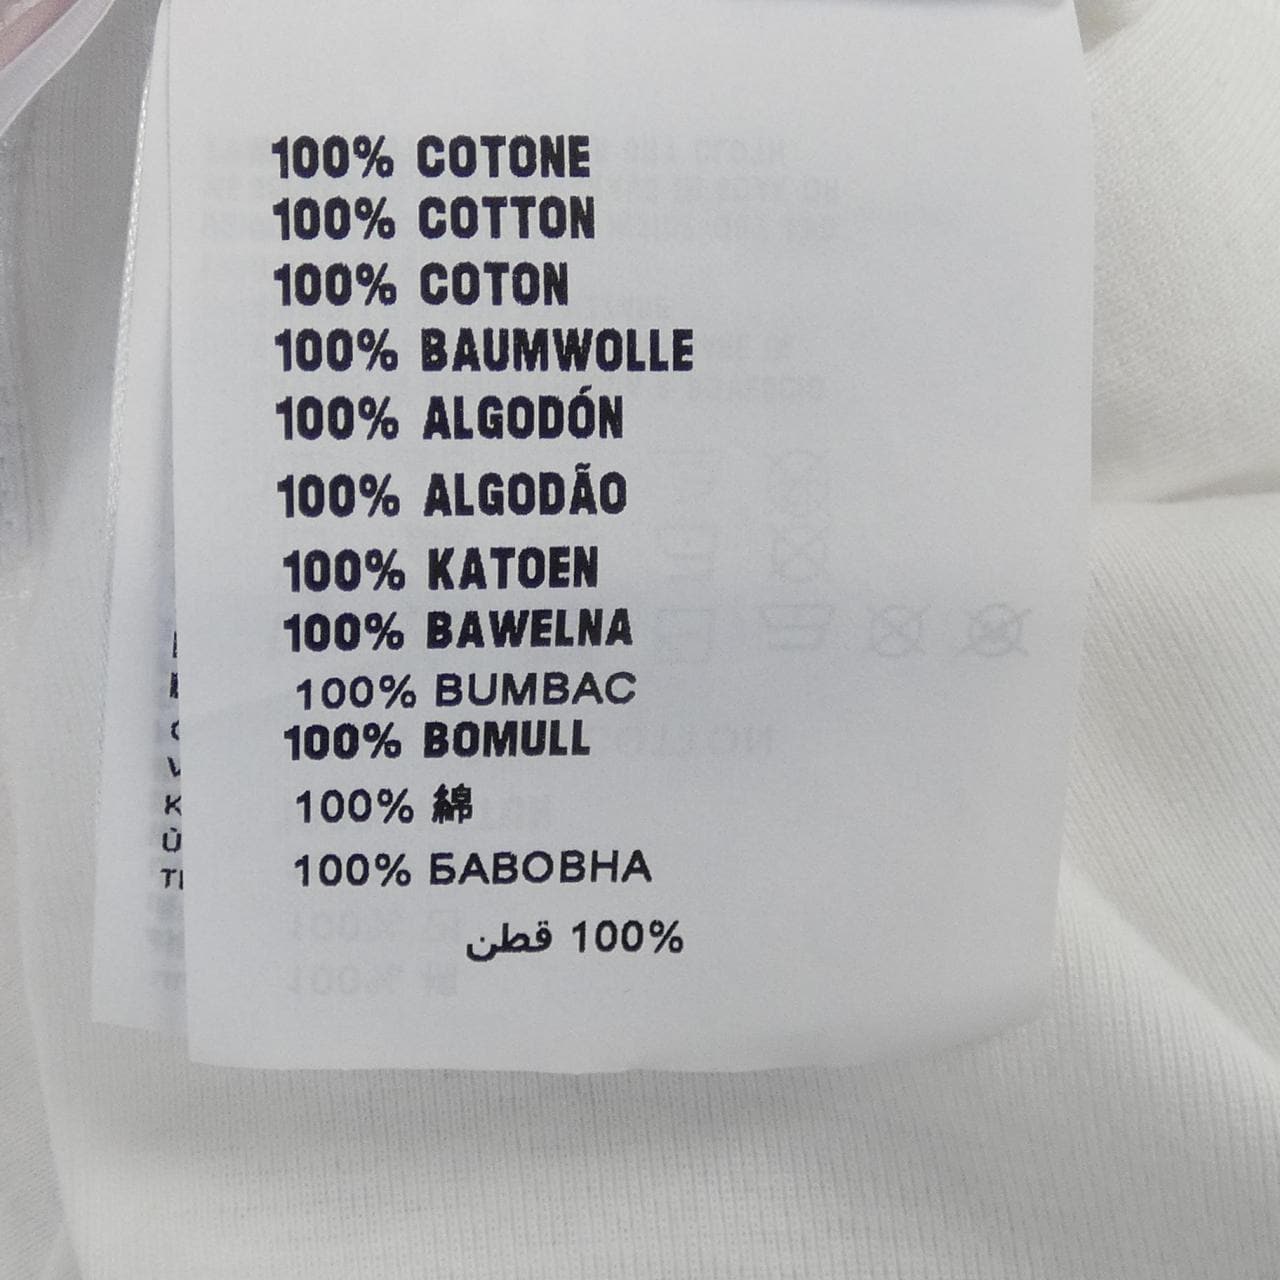 100% COTONE
100% COTTON
100% COTON
100% BAUMWOLLE
100% ALGODÓN
100% ALGODÃO
100% KATOEN
100% BAWELNA
100% BUMBAC
100% BOMULL
100% 綿
100% БАВОВНА
100% قطن